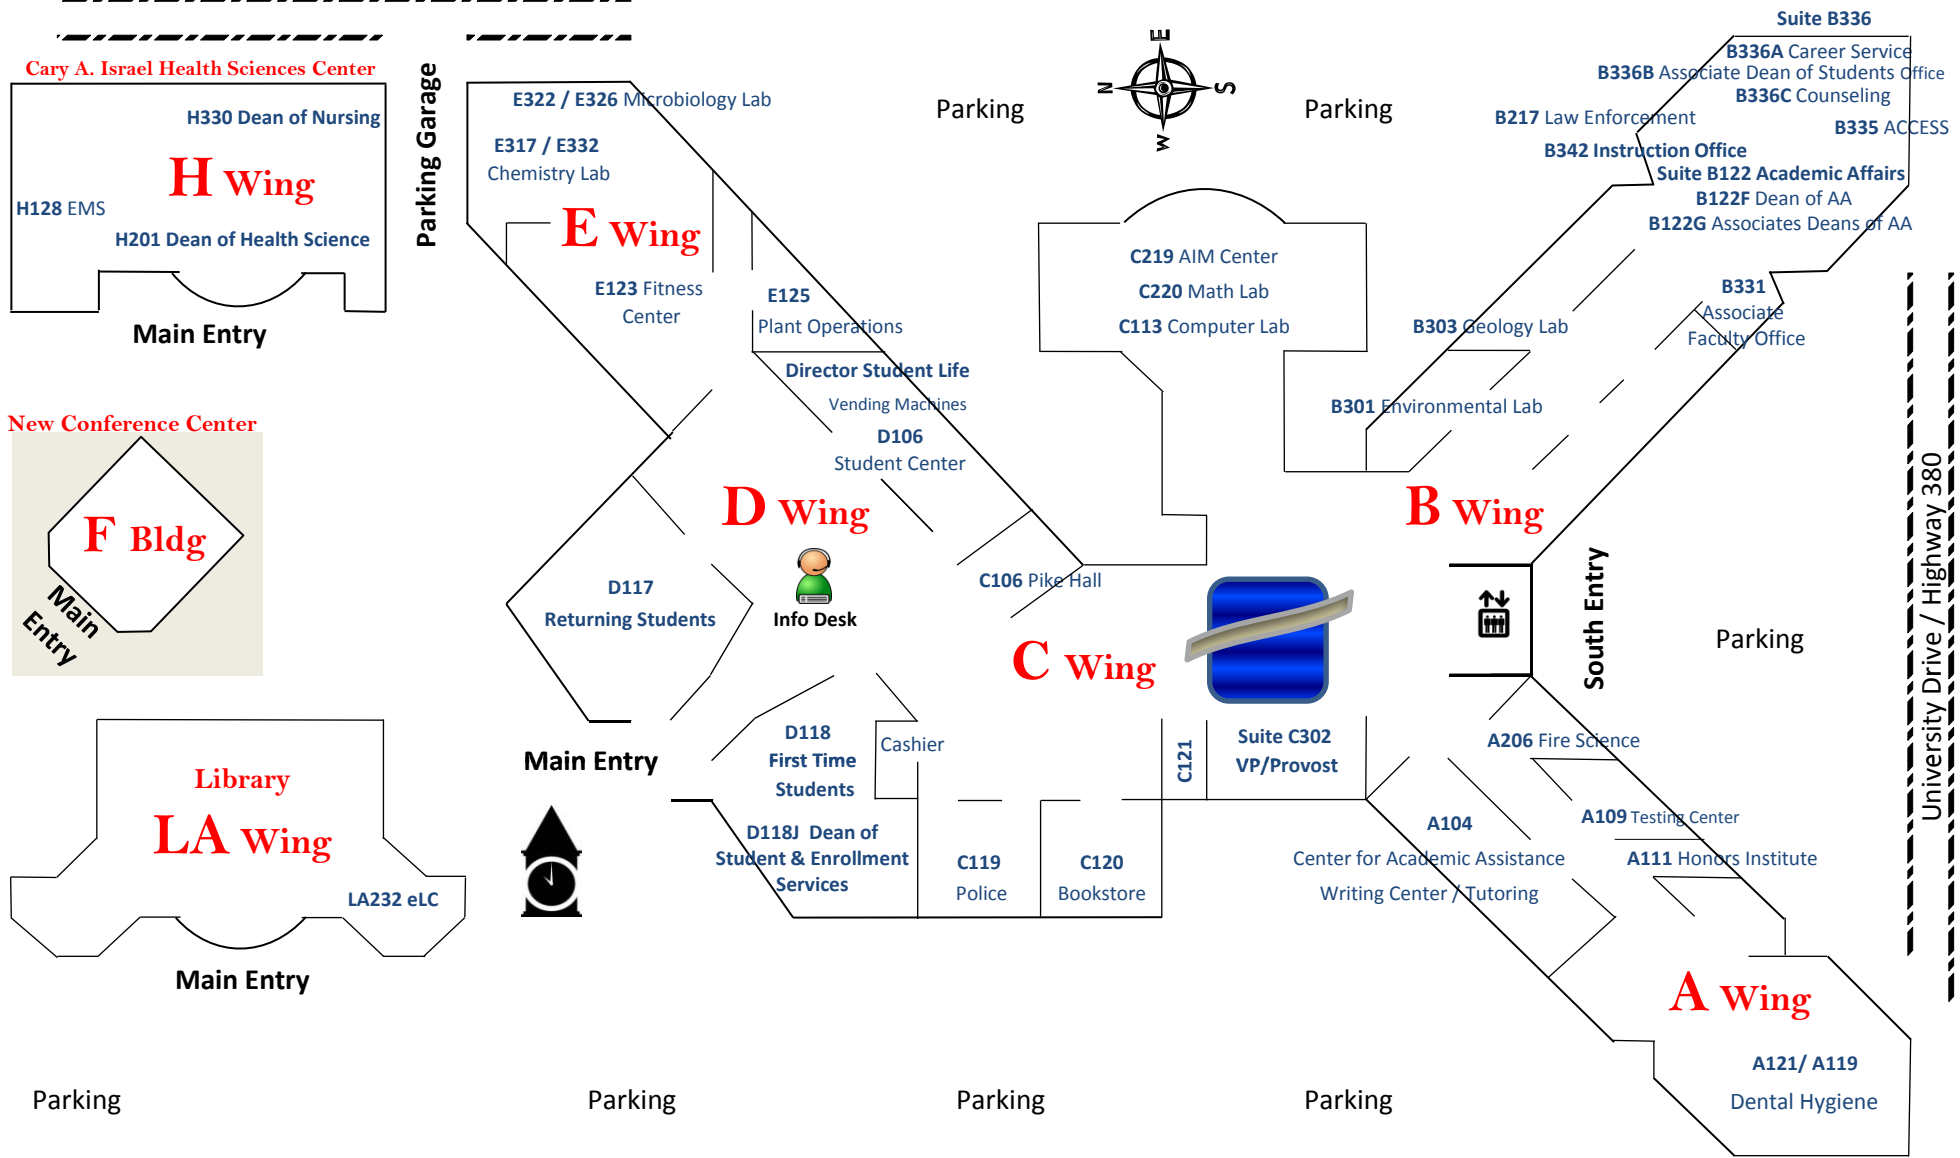 Cary A. Israel Health Sciences Center
H330 Dean of Nursing
H Wing
H128 EMS
H201 Dean of Health Science
Main Entry
Parking Garage
New Conference Center
F Bldg
Main
Entry
Library
LA Wing
LA232 eLC
Main Entry
Parking
E322 / E326 Microbiology Lab
E317 / E332
Chemistry Lab
E Wing
E123 Fitness
Center
E125
Plant Operations
Director Student Life
Vending Machines
D106
Student Center
D Wing
Info Desk
D117
Returning Students
Main Entry
D118
First Time
Students
Cashier
D118J Dean of
Student & Enrollment
Services
C119
Police
C120
Bookstore
C106 Pike Hall
C Wing
C121
Suite C302
VP/Provost
Parking
N
E
S
W
Parking
C219 AIM Center
C220 Math Lab
C113 Computer Lab
Suite B336
B336A Career Service
B336B Associate Dean of Students Office
B336C Counseling
B217 Law Enforcement
B335 ACCESS
B342 Instruction Office
Suite B122 Academic Affairs
B122F Dean of AA
B122G Associates Deans of AA
B331
Associate
Faculty Office
B303 Geology Lab
B301 Environmental Lab
B Wing
South Entry
Parking
University Drive / Highway 380
A206 Fire Science
A109 Testing Center
A104
Center for Academic Assistance
Writing Center / Tutoring
A111 Honors Institute
A Wing
A121/ A119
Dental Hygiene
Parking
Parking
Parking